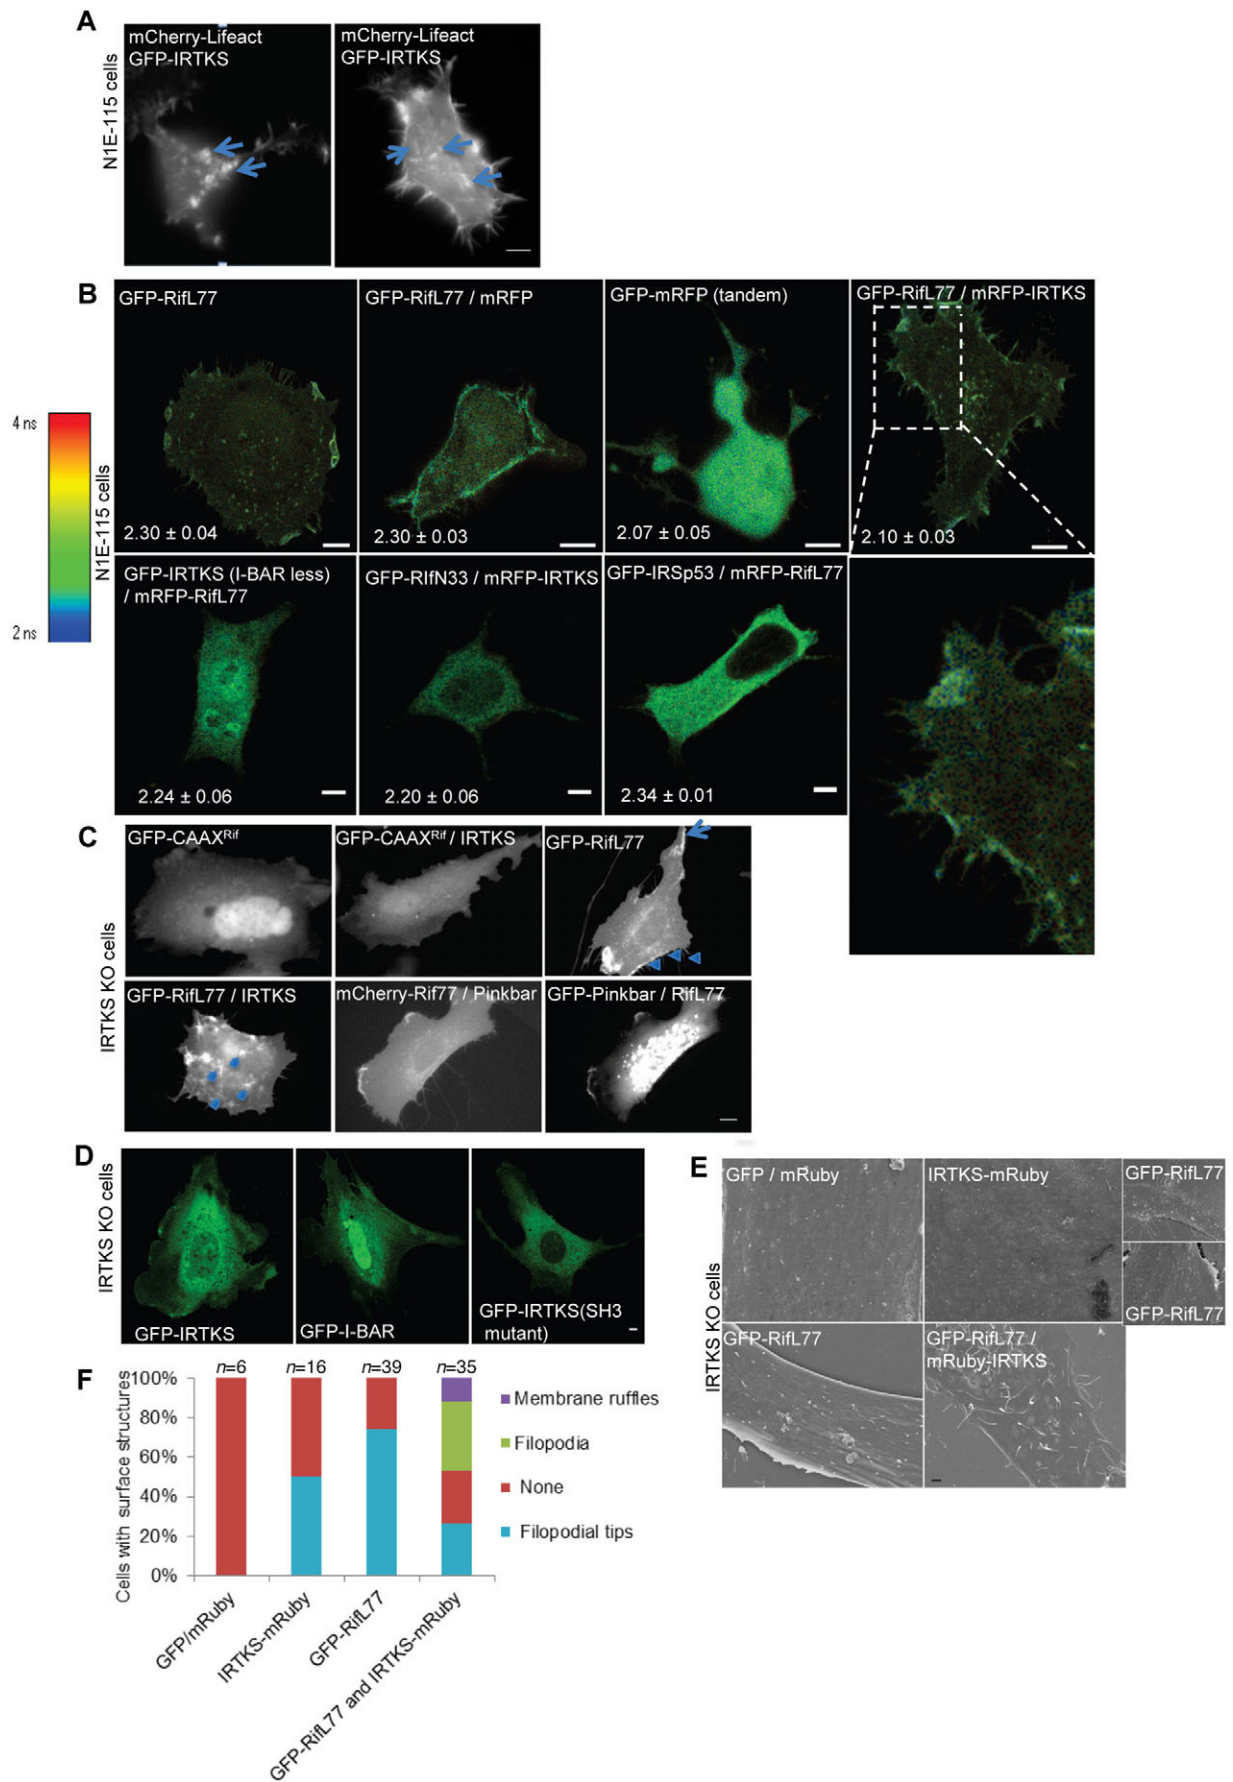 A
mCherry-Lifeact
GFP-IRTKS
mCherry-Lifeact
GFP-IRTKS
N1E-115 cells
B
GFP-RifL77
GFP-RifL77 / mRFP
GFP-mRFP (tandem)
GFP-RifL77 / mRFP-IRTKS
4 ns
2 ns
N1E-115 cells
2.30 ± 0.04
2.30 ± 0.03
2.07 ± 0.05
2.10 ± 0.03
GFP-IRTKS (I-BAR less)
/ mRFP-RifL77
GFP-RIfN33 / mRFP-IRTKS
GFP-IRSp53 / mRFP-RifL77
2.24 ± 0.06
2.20 ± 0.06
2.34 ± 0.01
C
GFP-CAAXRif
GFP-CAAXRif / IRTKS
GFP-RifL77
IRTKS KO cells
GFP-RifL77 / IRTKS
mCherry-Rif77 / Pinkbar
GFP-Pinkbar / RifL77
D
IRTKS KO cells
GFP-IRTKS
GFP-I-BAR
GFP-IRTKS(SH3
mutant)
E
IRTKS KO cells
GFP / mRuby
IRTKS-mRuby
GFP-RifL77
GFP-RifL77
GFP-RifL77
GFP-RifL77 /
mRuby-IRTKS
F
n=6
n=16
n=39
n=35
Cells with surface structures
100%
80%
60%
40%
20%
0%
Membrane ruffles
Filopodia
None
Filopodial tips
GFP/mRuby
IRTKS-mRuby
GFP-RifL77
GFP-RifL77 and IRTKS-mRuby